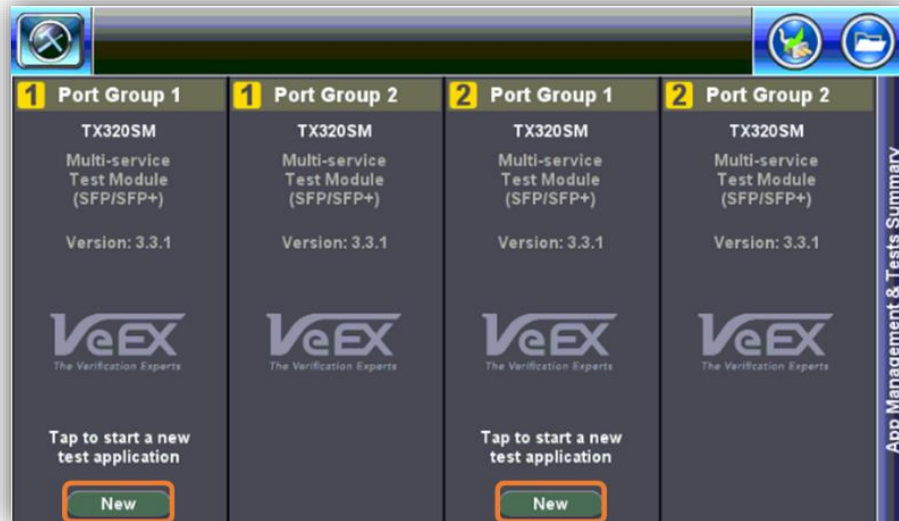 1 Port Group 1
TX320SM
Multi-service
Test Module
(SFP/SFP+)
Version: 3.3.1
VeEX
The Verification Experts
Tap to start a new
test application
New
1 Port Group 2
TX320SM
Multi-service
Test Module
(SFP/SFP+)
Version: 3.3.1
VeEX
The Verification Experts
2 Port Group 1
TX320SM
Multi-service
Test Module
(SFP/SFP+)
Version: 3.3.1
VeEX
The Verification Experts
Tap to start a new
test application
New
2 Port Group 2
TX320SM
Multi-service
Test Module
(SFP/SFP+)
Version: 3.3.1
VeEX
The Verification Experts
App Management & Tests Summary